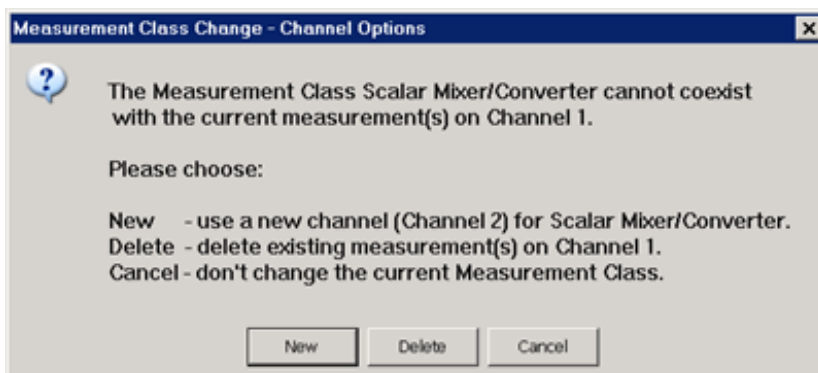 Measurement Class Change - Channel Options
The Measurement Class Scalar Mixer/Converter cannot coexist
with the current measurement(s) on Channel 1.
Please choose:
New - use a new channel (Channel 2) for Scalar Mixer/Converter.
Delete - delete existing measurement(s) on Channel 1.
Cancel - don't change the current Measurement Class.
New Delete Cancel